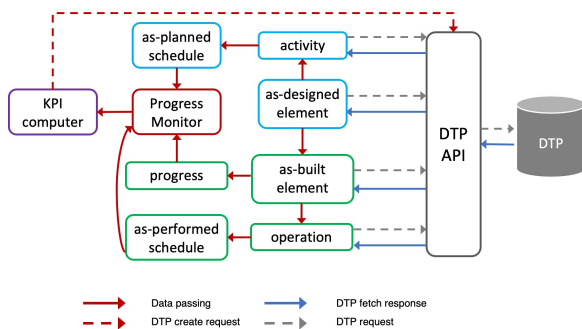 as-planned
schedule
activity
KPI
computer
Progress
Monitor
as-designed
element
DTP
API
DTP
progress
as-built
element
as-performed
schedule
operation
Data passing
DTP fetch response
DTP create request
DTP request